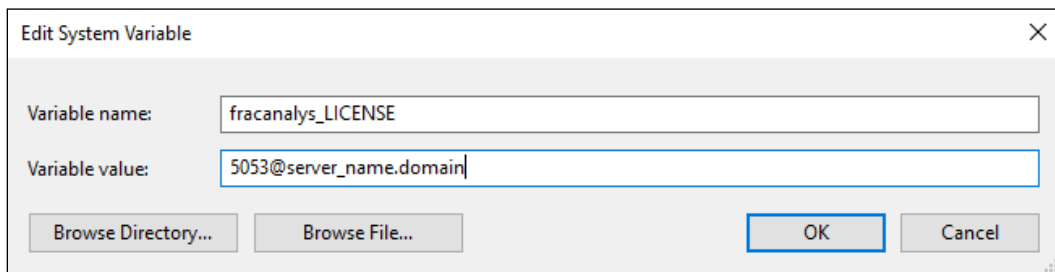 Edit System Variable
Variable name: fracanalys_LICENSE
Variable value: 5053@server_name.domain
Browse Directory... Browse File... OK Cancel